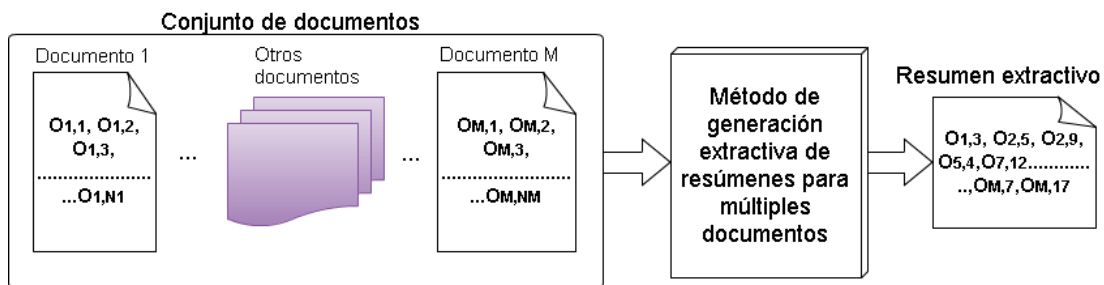 Conjunto de documentos
Documento 1
O1,1, O1,2,
O1,3,
........................
...O1,N1
...
Otros
documentos
...
Documento M
OM,1, OM,2,
OM,3,
........................
...OM,NM
Método de
generación
extractiva de
resúmenes para
múltiples
documentos
Resumen extractivo
O1,3, O2,5, O2,9,
O5,4,O7,12............
..,OM,7,OM,17